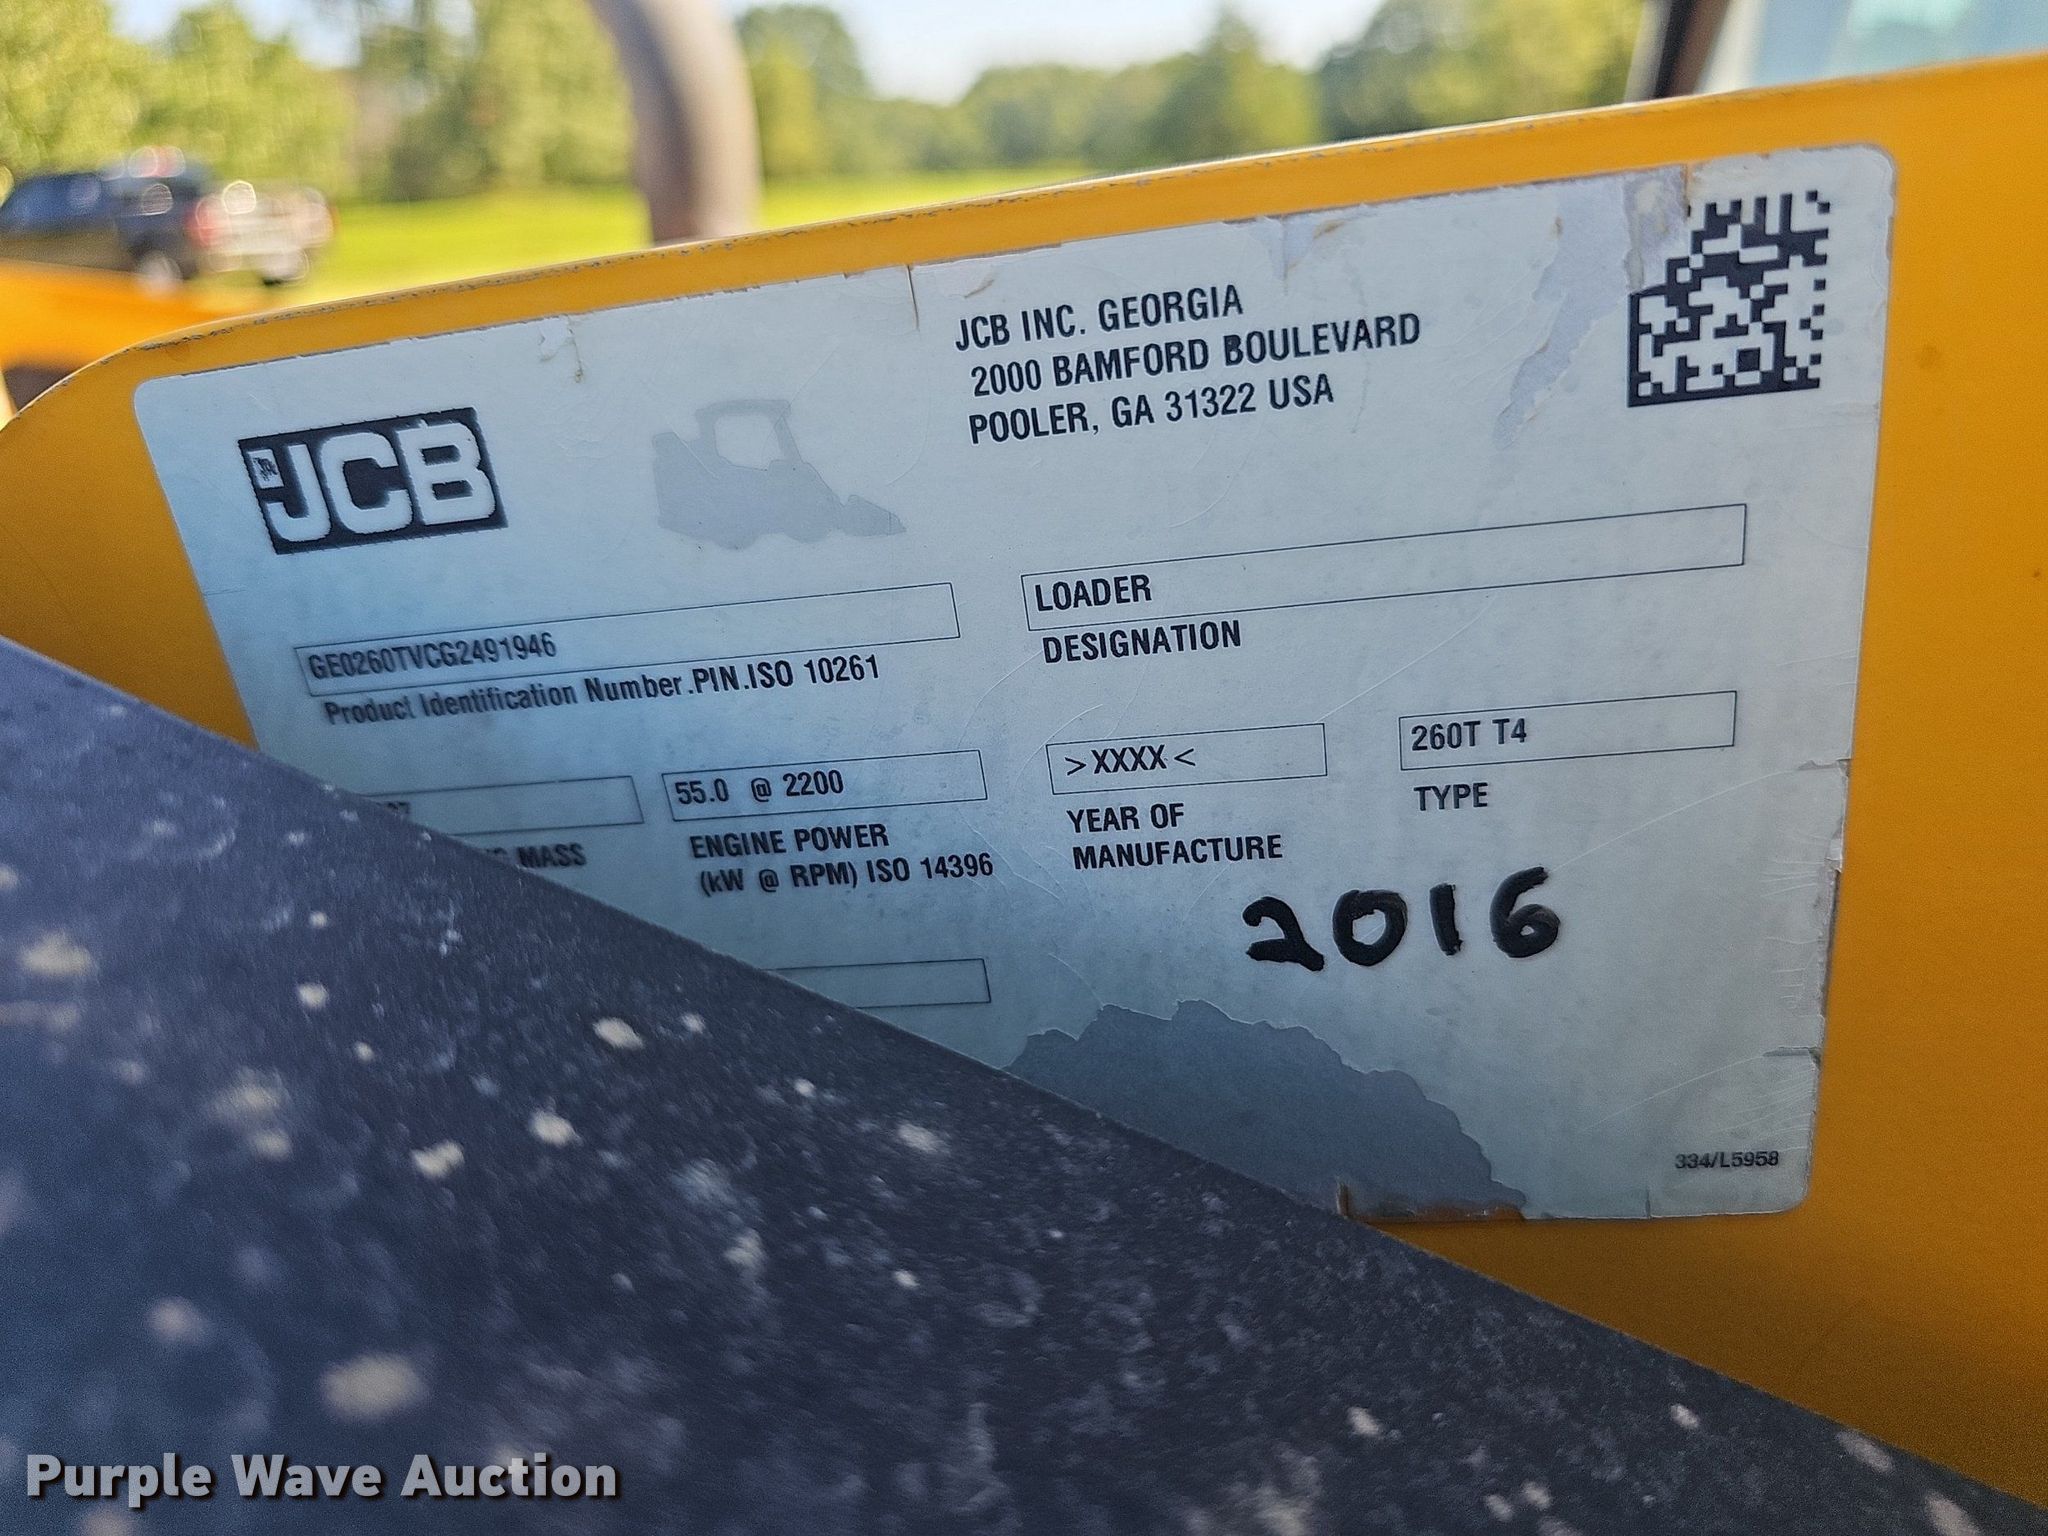 JCB INC. GEORGIA
2000 BAMFORD BOULEVARD
POOLER, GA 31322 USA
JCB
GE0260TVCG2491946
Product Identification Number.PIN.ISO 10261
LOADER
DESIGNATION
MASS
55.0 @ 2200
ENGINE POWER
(kW @ RPM) ISO 14396
>XXXX<
YEAR OF
MANUFACTURE
260T T4
TYPE
2016
334/L5958
Purple Wave Auction